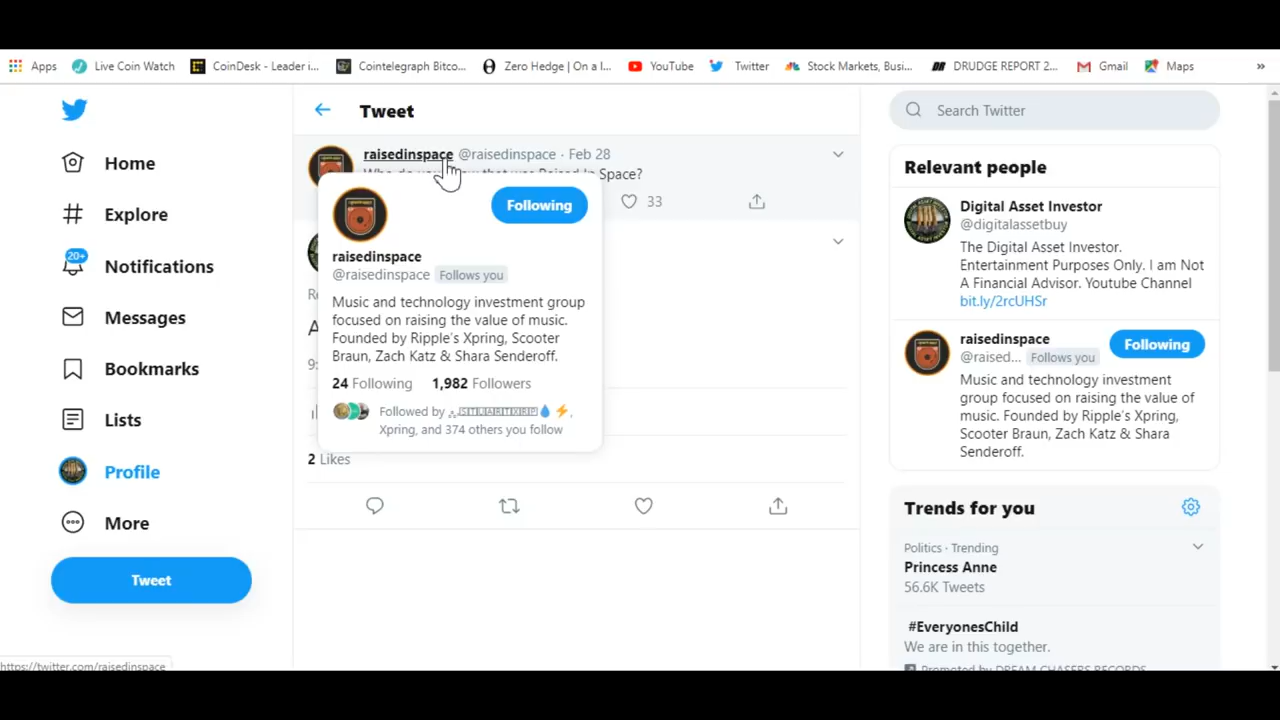 Apps
Live Coin Watch
CoinDesk - Leader i...
Cointelegraph Bitco...
Zero Hedge | On a l...
YouTube
Twitter
Stock Markets, Busi...
DRUDGE REPORT 2...
Gmail
Maps
»
Home
Explore
20+
Notifications
Messages
Bookmarks
Lists
Profile
More
Tweet
https://twitter.com/raisedinspace
Tweet
raisedinspace @raisedinspace · Feb 28
Space?
33
Following
raisedinspace
@raisedinspace Follows you
Music and technology investment group
focused on raising the value of music.
Founded by Ripple's Xpring, Scooter
Braun, Zach Katz & Shara Senderoff.
24 Following 1,982 Followers
Followed by
Xpring, and 374 others you follow
2 Likes
Search Twitter
Relevant people
Digital Asset Investor
@digitalassetbuy
The Digital Asset Investor.
Entertainment Purposes Only. I am Not
A Financial Advisor. Youtube Channel
bit.ly/2rcUHSr
raisedinspace
@raised... Follows you
Following
Music and technology investment
group focused on raising the value of
music. Founded by Ripple's Xpring,
Scooter Braun, Zach Katz & Shara
Senderoff.
Trends for you
Politics · Trending
Princess Anne
56.6K Tweets
#EveryonesChild
We are in this together.
Promoted by DREAM CHASERS RECORDS